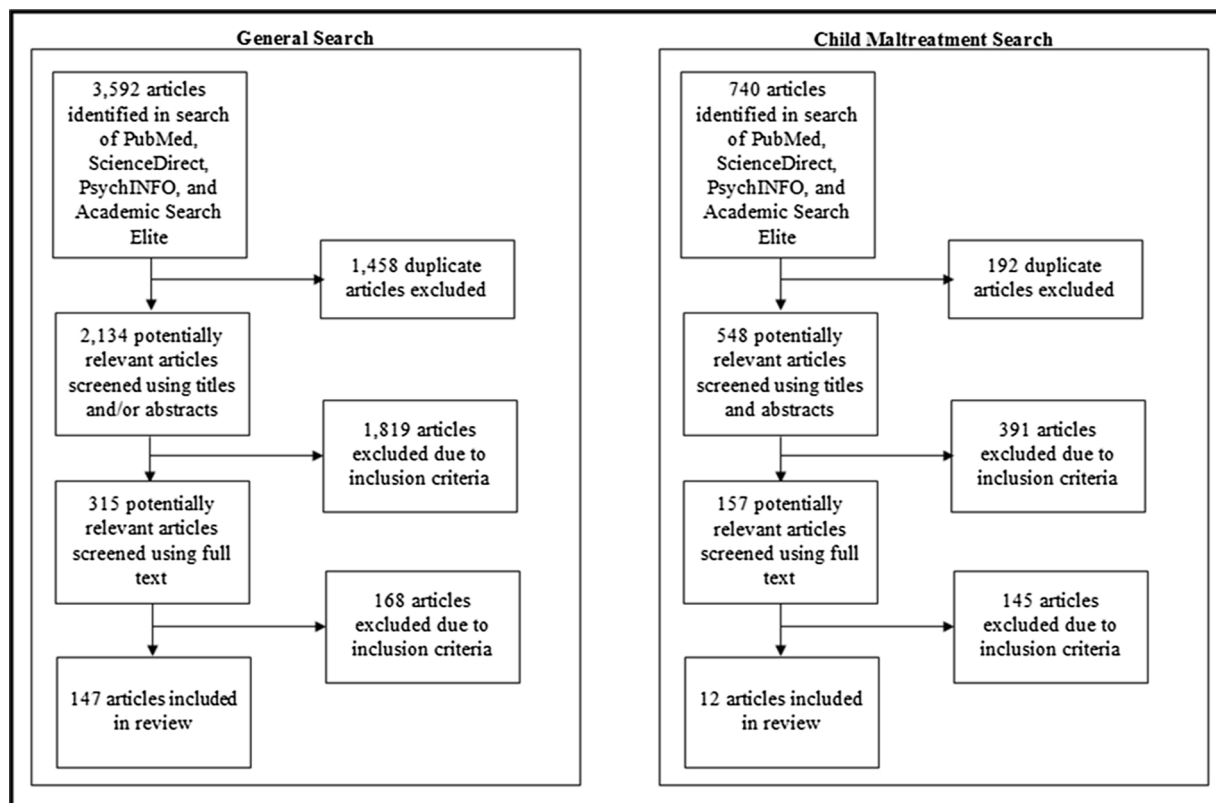 General Search
3,592 articles
identified in search
of PubMed,
ScienceDirect,
PsychINFO, and
Academic Search
Elite
1,458 duplicate
articles excluded
2,134 potentially
relevant articles
screened using titles
and/or abstracts
1,819 articles
excluded due to
inclusion criteria
315 potentially
relevant articles
screened using full
text
168 articles
excluded due to
inclusion criteria
147 articles included
in review
Child Maltreatment Search
740 articles
identified in search
of PubMed,
ScienceDirect,
PsychINFO, and
Academic Search
Elite
192 duplicate
articles excluded
548 potentially
relevant articles
screened using titles
and abstracts
391 articles
excluded due to
inclusion criteria
157 potentially
relevant articles
screened using full
text
145 articles
excluded due to
inclusion criteria
12 articles included
in review